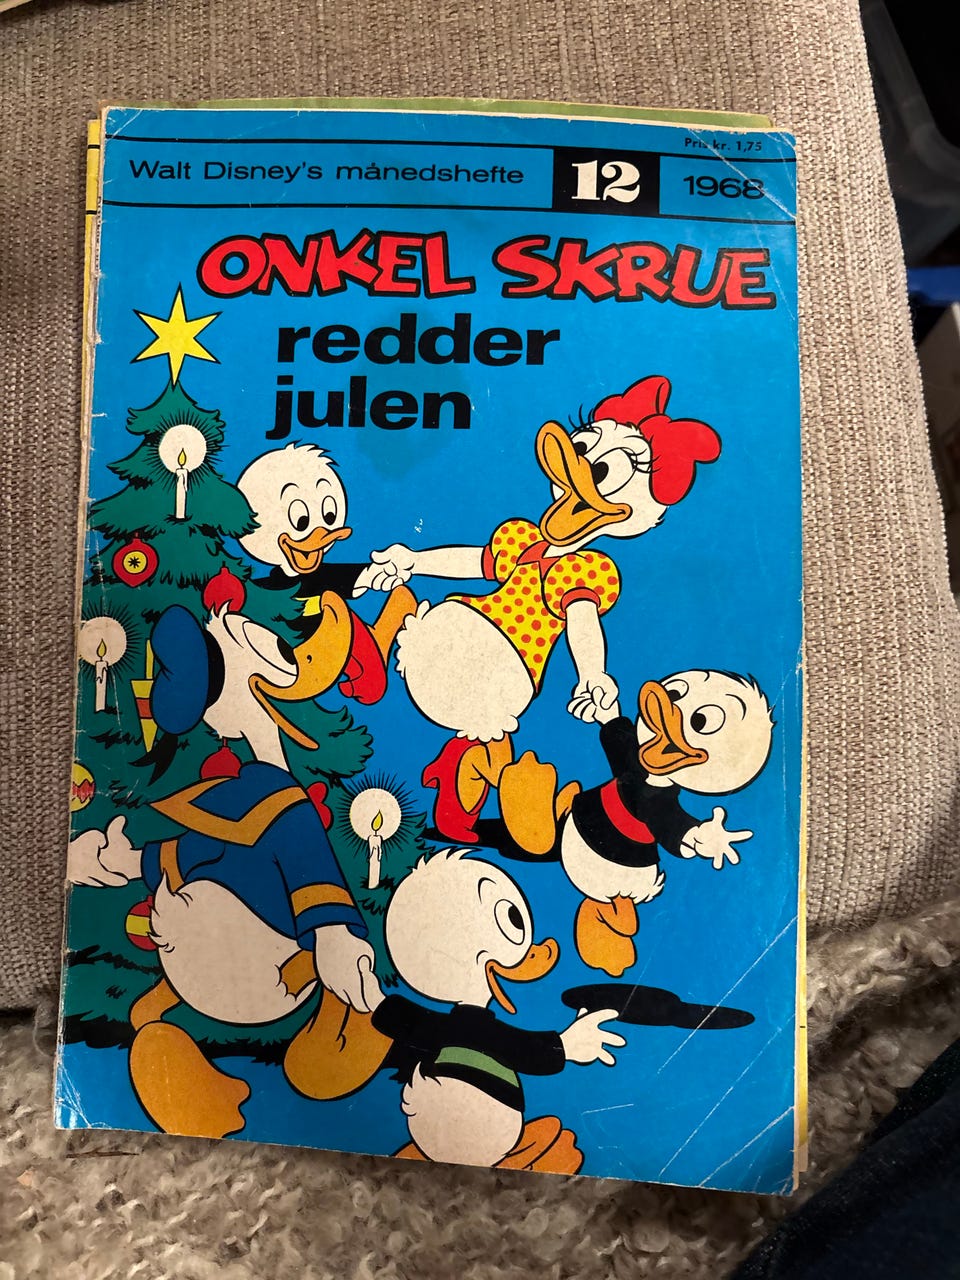 Pris kr. 1,75
Walt Disney's månedshefte 12 1968
ONKEL SKRUE
redder
julen